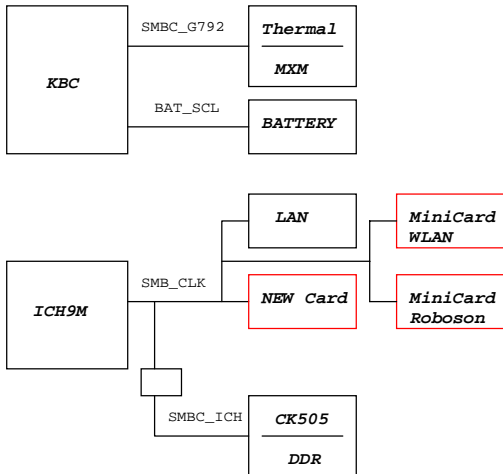 SMBC_G792
Thermal
MXM
KBC
BAT_SCL
BATTERY
LAN
MiniCard
WLAN
SMB_CLK
ICH9M
NEW Card
MiniCard
Roboson
SMBC_ICH
CK505
DDR